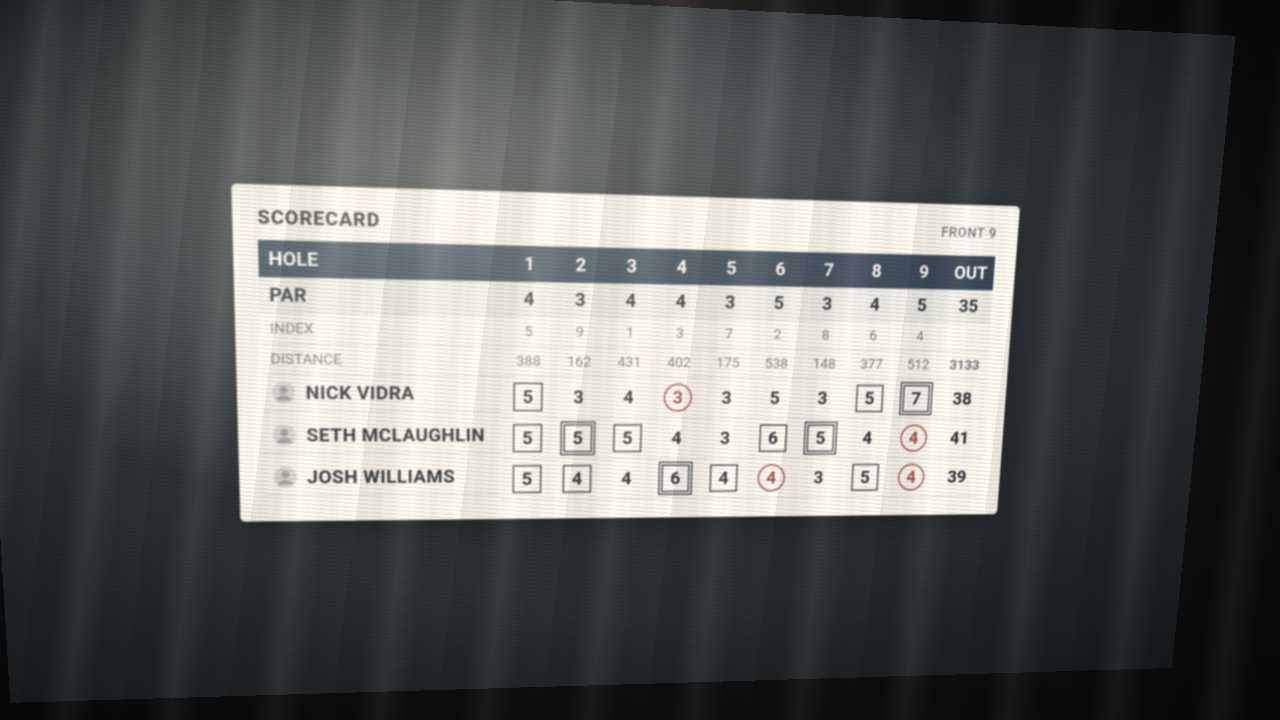 SCORECARD
FRONT 9
HOLE 1 2 3 4 5 6 7 8 9 OUT
PAR 4 3 4 4 3 5 3 4 5 35
INDEX 5 9 1 3 7 2 8 6 4
DISTANCE 388 162 431 402 175 538 148 377 512 3133
NICK VIDRA 5 3 4 3 3 5 3 5 7 38
SETH MCLAUGHLIN 5 5 5 4 3 6 5 4 4 41
JOSH WILLIAMS 5 4 4 6 4 4 3 5 4 39